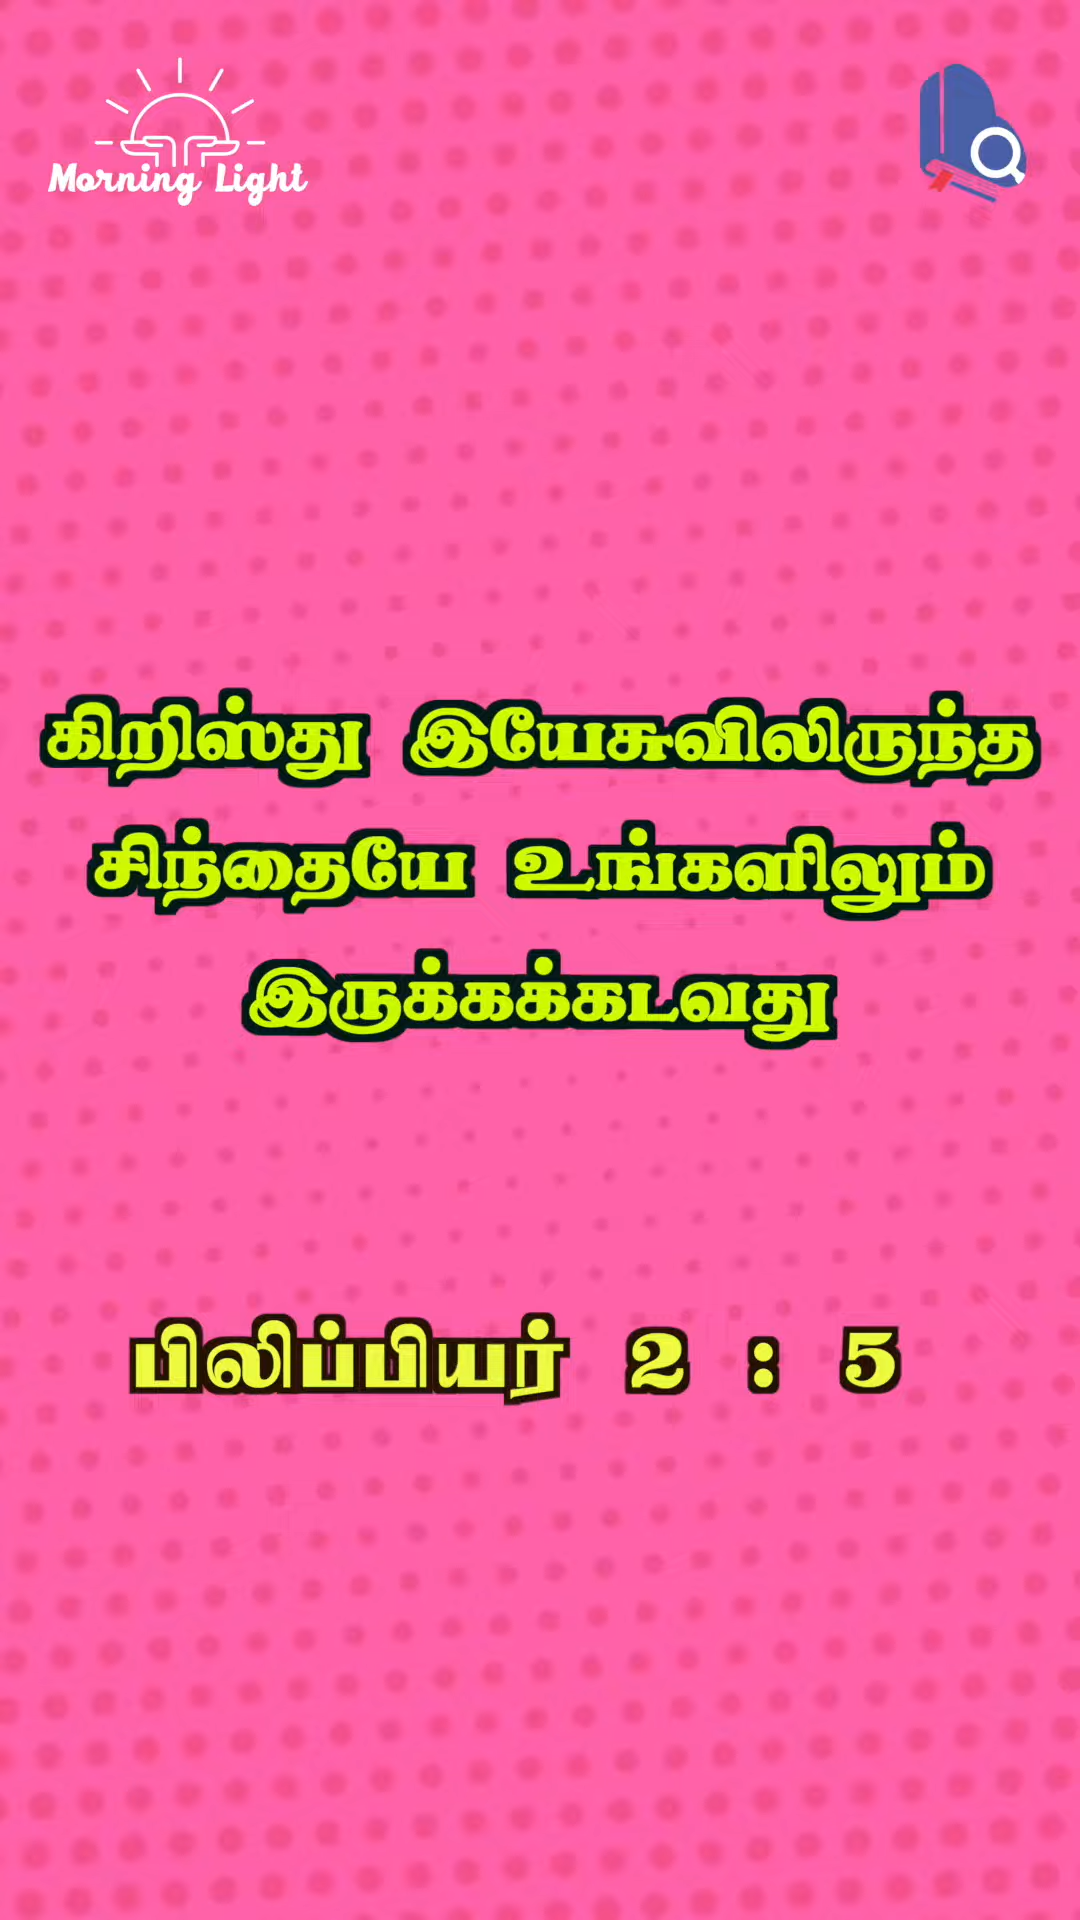 Morning Light
கிறிஸ்து இயேசுவிலிருந்த
சிந்தையே உங்களிலும்
இருக்கக்கடவது
பிலிப்பியர் 2 : 5